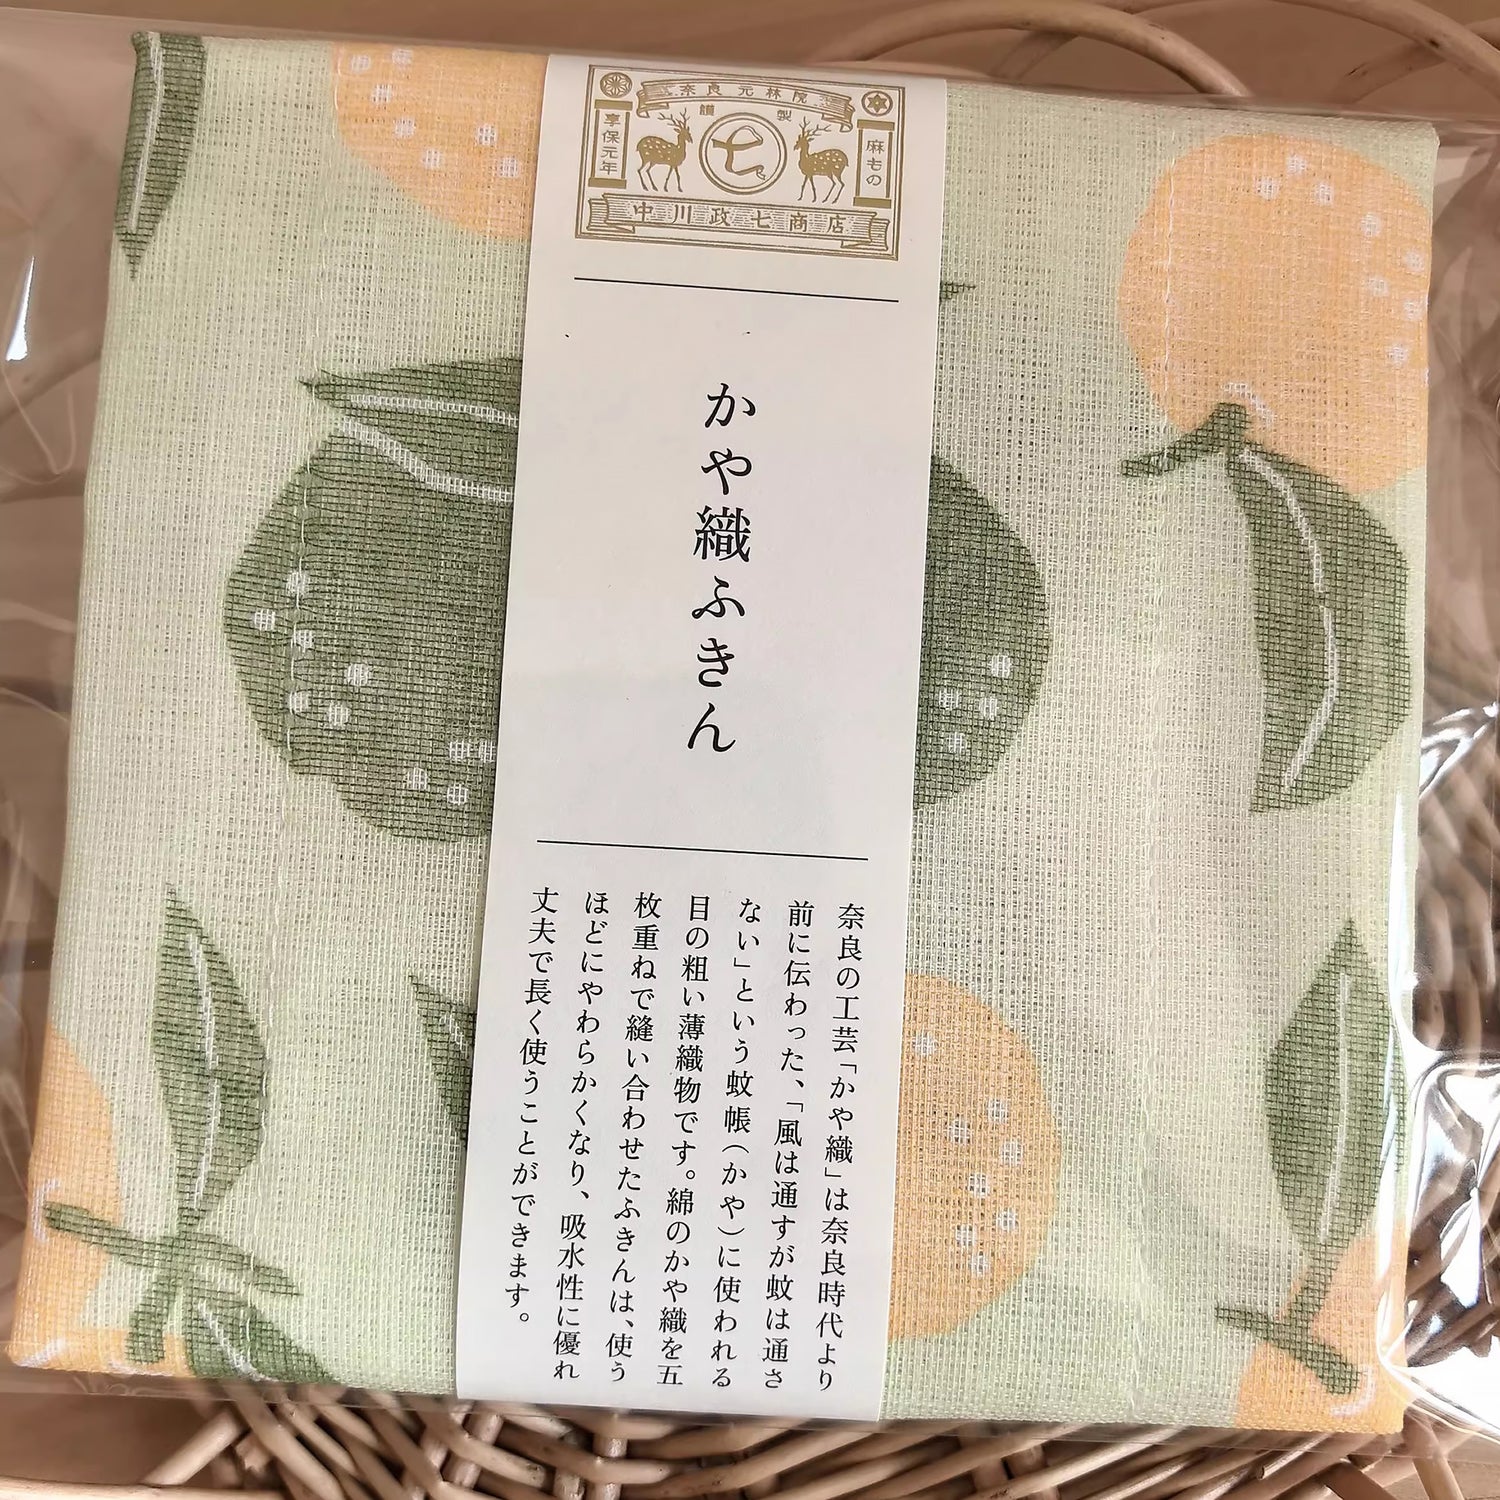 奈良元林院
謹製
享保元年
麻もの
七
中川政七商店
かや織ふきん
奈良の工芸「かや織」は奈良時代より
前に伝わった、「風は通すが蚊は通さ
ない」という蚊帳（かや）に使われる
目の粗い薄織物です。綿のかや織を五
枚重ねで縫い合わせたふきんは、使う
ほどにやわらかくなり、吸水性に優れ
丈夫で長く使うことができます。